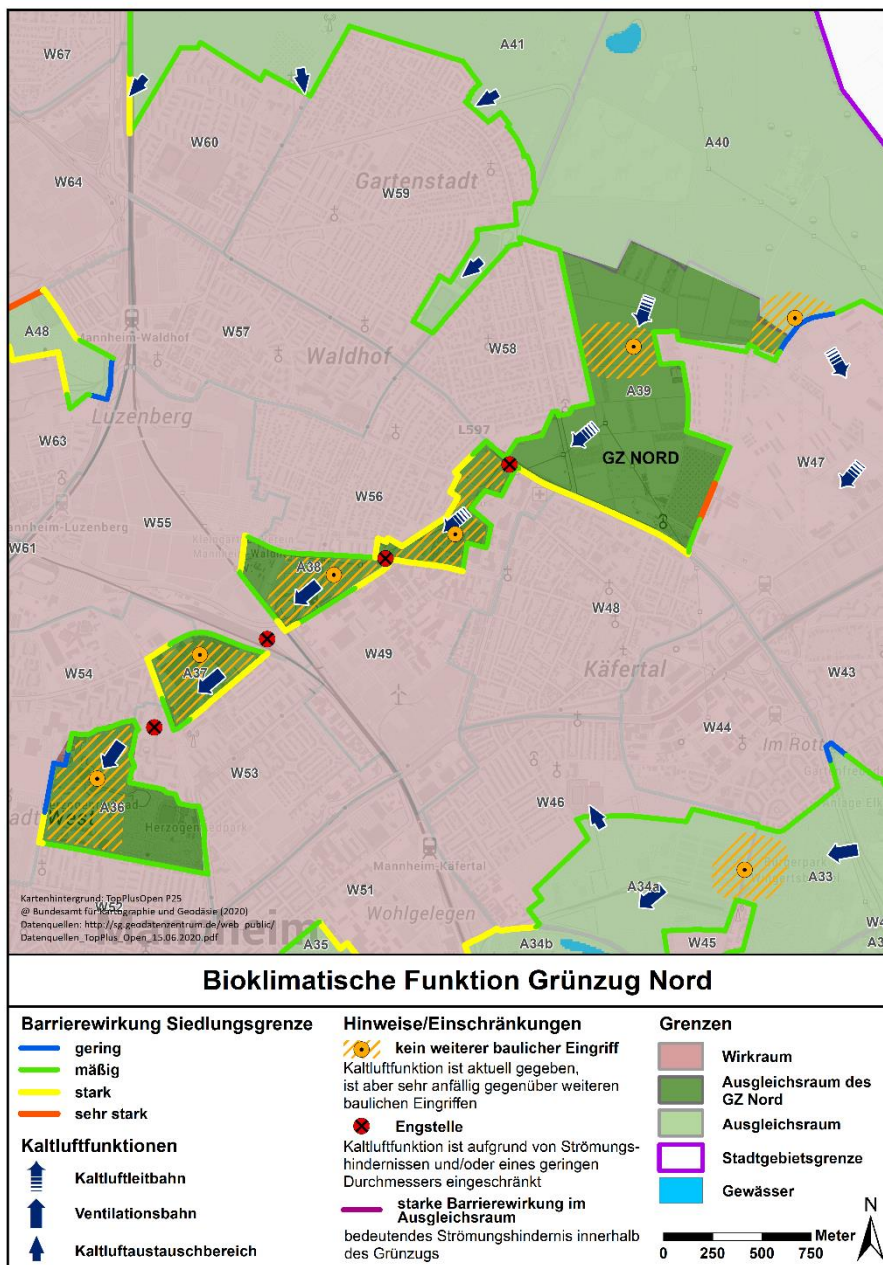 W67
A41
W60
A40
W64
Gartenstadt
W59
A48
Mannheim-Waldhof
W57
Waldhof
W58
A39
Luzenberg
L597
GZ NORD
W47
W63
W56
W55
W61
A38
W48
W49
Käfertal
W54
A37
W43
W44
Im Rott
W53
W46
A36
West
Herzogenriedpark
Mannheim-Käfertal
A34a
A33
W51
Wohlgelegen
W52
W45
A35
A34b
Kartenhintergrund: TopPlusOpen P25
@ Bundesamt für Kartographie und Geodäsie (2020)
Datenquellen: http://sg.geodatenzentrum.de/web_public/
Datenquellen_TopPlus_Open_15.06.2020.pdf
Bioklimatische Funktion Grünzug Nord
Barrierewirkung Siedlungsgrenze
gering
mäßig
stark
sehr stark
Kaltluftfunktionen
Kaltluftleitbahn
Ventilationsbahn
Kaltluftaustauschbereich
Hinweise/Einschränkungen
kein weiterer baulicher Eingriff
Kaltluftfunktion ist aktuell gegeben,
ist aber sehr anfällig gegenüber weiteren
baulichen Eingriffen
Engstelle
Kaltluftfunktion ist aufgrund von Strömungs-
hindernissen und/oder eines geringen
Durchmessers eingeschränkt
starke Barrierewirkung im
Ausgleichsraum
bedeutendes Strömungshindernis innerhalb
des Grünzugs
Grenzen
Wirkraum
Ausgleichsraum des
GZ Nord
Ausgleichsraum
Stadtgebietsgrenze
Gewässer
Meter
0 250 500 750
N